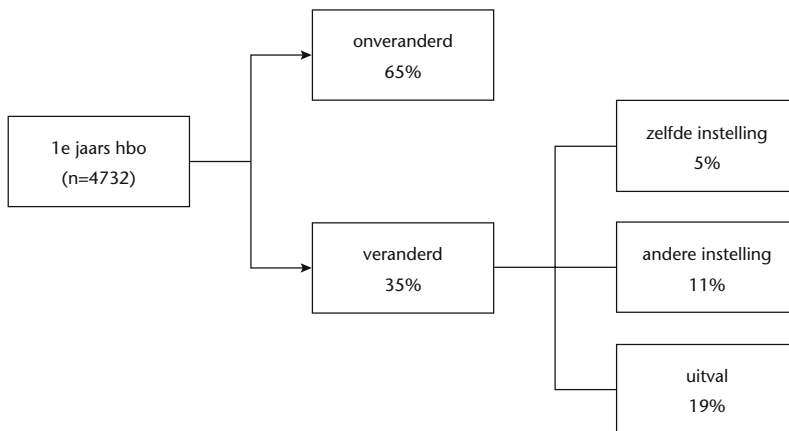 onveranderd
65%
1e jaars hbo
(n=4732)
veranderd
35%
zelfde instelling
5%
andere instelling
11%
uitval
19%